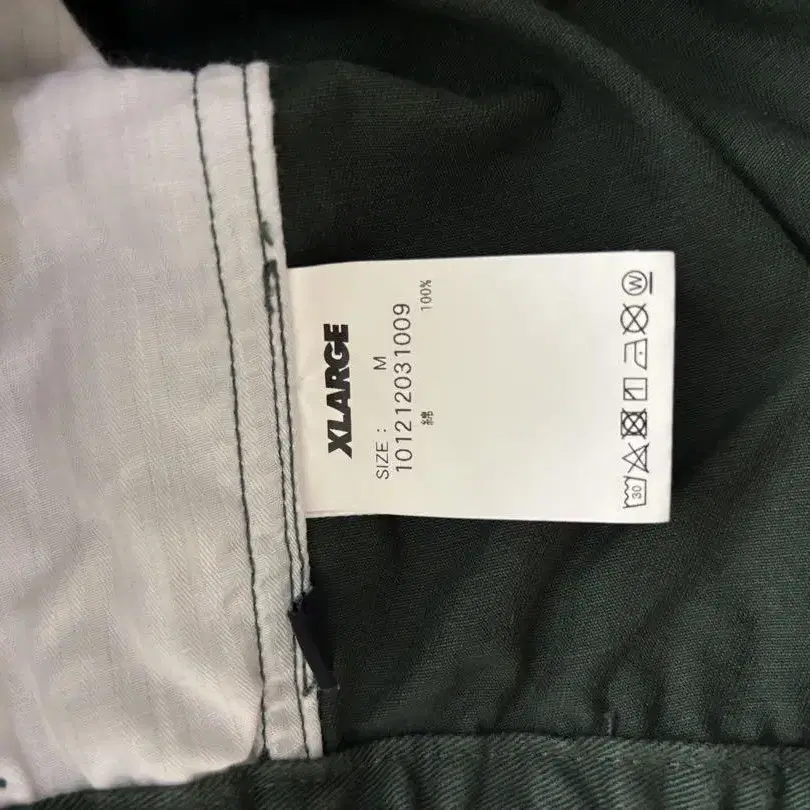 XLARGE
SIZE : M
101212031009
綿 100%
30
W